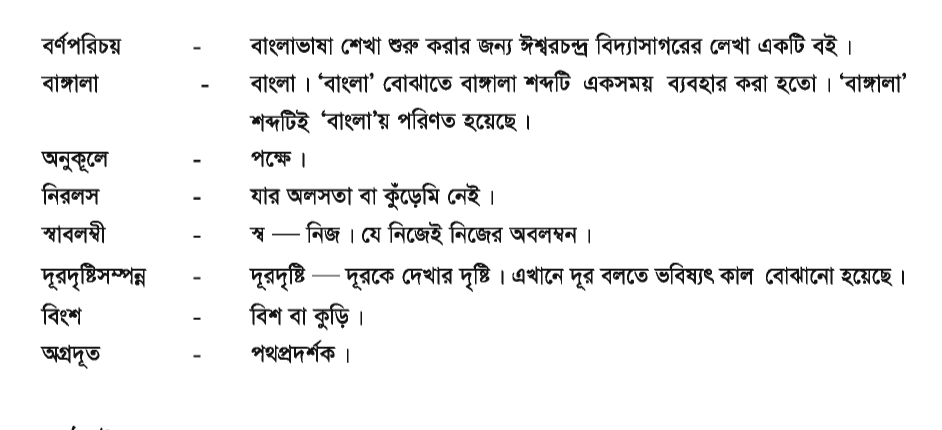 বর্ণপরিচয় - বাংলাভাষা শেখা শুরু করার জন্য ঈশ্বরচন্দ্র বিদ্যাসাগরের লেখা একটি বই ।
বাঙ্গালা - বাংলা । ‘বাংলা’ বোঝাতে বাঙ্গালা শব্দটি একসময় ব্যবহার করা হতো । ‘বাঙ্গালা’
শব্দটিই ‘বাংলা’য় পরিণত হয়েছে ।
অনুকূলে - পক্ষে ।
নিরলস - যার অলসতা বা কুঁড়েমি নেই ।
স্বাবলম্বী - স্ব — নিজ । যে নিজেই নিজের অবলম্বন ।
দূরদৃষ্টিসম্পন্ন - দূরদৃষ্টি — দূরকে দেখার দৃষ্টি । এখানে দূর বলতে ভবিষ্যৎ কাল বোঝানো হয়েছে ।
বিংশ - বিশ বা কুড়ি ।
অগ্রদূত - পথপ্রদর্শক ।